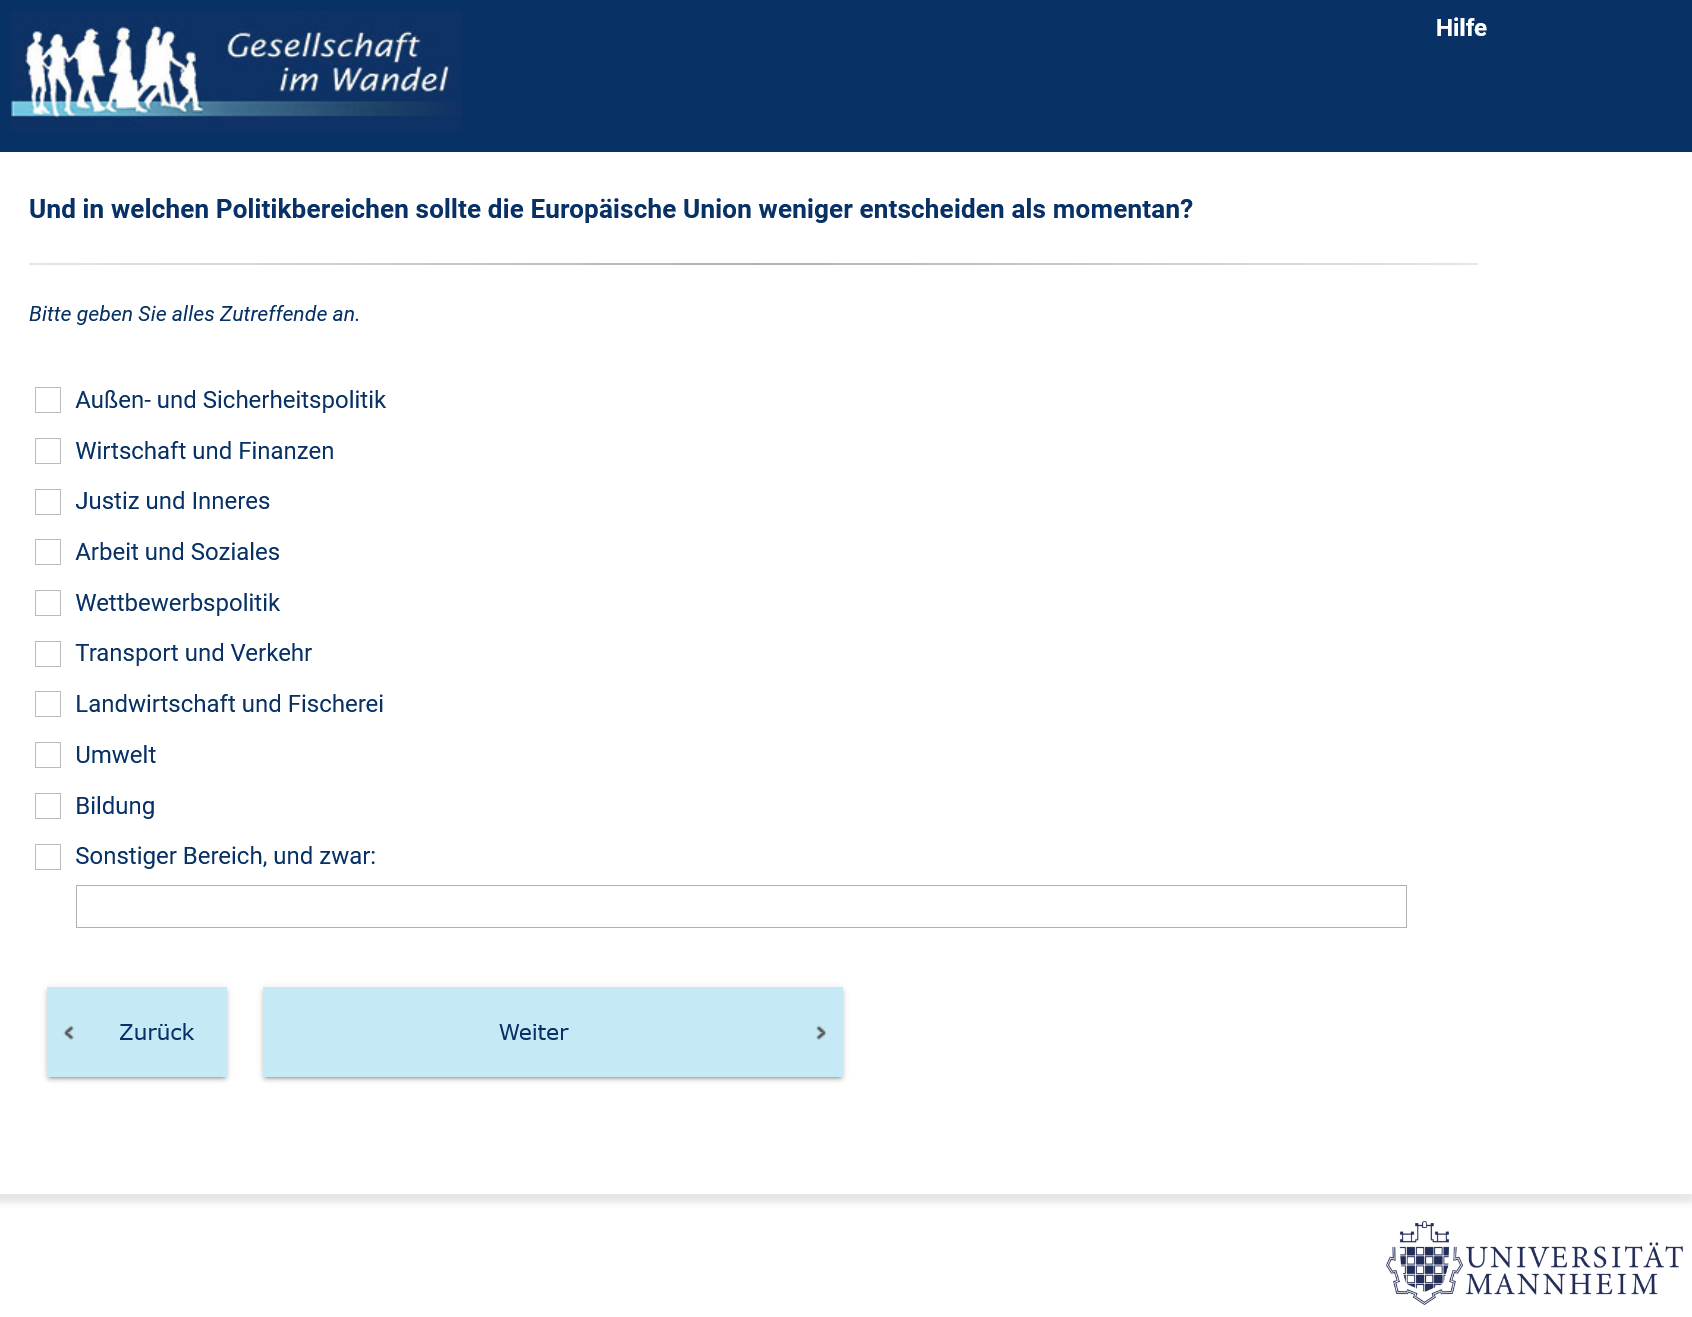 Gesellschaft
im Wandel
Hilfe
Und in welchen Politikbereichen sollte die Europäische Union weniger entscheiden als momentan?
Bitte geben Sie alles Zutreffende an.
Außen- und Sicherheitspolitik
Wirtschaft und Finanzen
Justiz und Inneres
Arbeit und Soziales
Wettbewerbspolitik
Transport und Verkehr
Landwirtschaft und Fischerei
Umwelt
Bildung
Sonstiger Bereich, und zwar:
Zurück
Weiter
UNIVERSITÄT
MANNHEIM